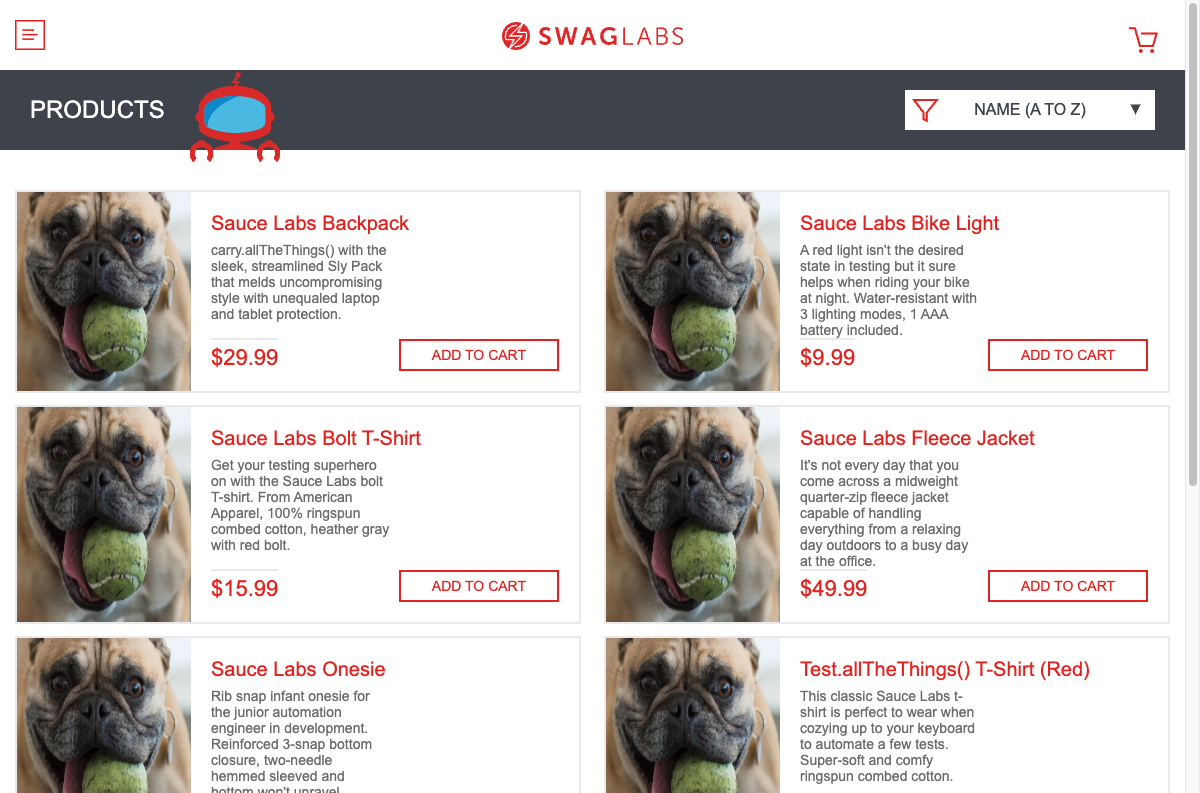 SWAGLABS
PRODUCTS
NAME (A TO Z) ▼
Sauce Labs Backpack
carry.allTheThings() with the
sleek, streamlined Sly Pack
that melds uncompromising
style with unequaled laptop
and tablet protection.
$29.99
ADD TO CART
Sauce Labs Bike Light
A red light isn't the desired
state in testing but it sure
helps when riding your bike
at night. Water-resistant with
3 lighting modes, 1 AAA
battery included.
$9.99
ADD TO CART
Sauce Labs Bolt T-Shirt
Get your testing superhero
on with the Sauce Labs bolt
T-shirt. From American
Apparel, 100% ringspun
combed cotton, heather gray
with red bolt.
$15.99
ADD TO CART
Sauce Labs Fleece Jacket
It's not every day that you
come across a midweight
quarter-zip fleece jacket
capable of handling
everything from a relaxing
day outdoors to a busy day
at the office.
$49.99
ADD TO CART
Sauce Labs Onesie
Rib snap infant onesie for
the junior automation
engineer in development.
Reinforced 3-snap bottom
closure, two-needle
hemmed sleeved and
bottom won't unravel.
Test.allTheThings() T-Shirt (Red)
This classic Sauce Labs t-
shirt is perfect to wear when
cozying up to your keyboard
to automate a few tests.
Super-soft and comfy
ringspun combed cotton.